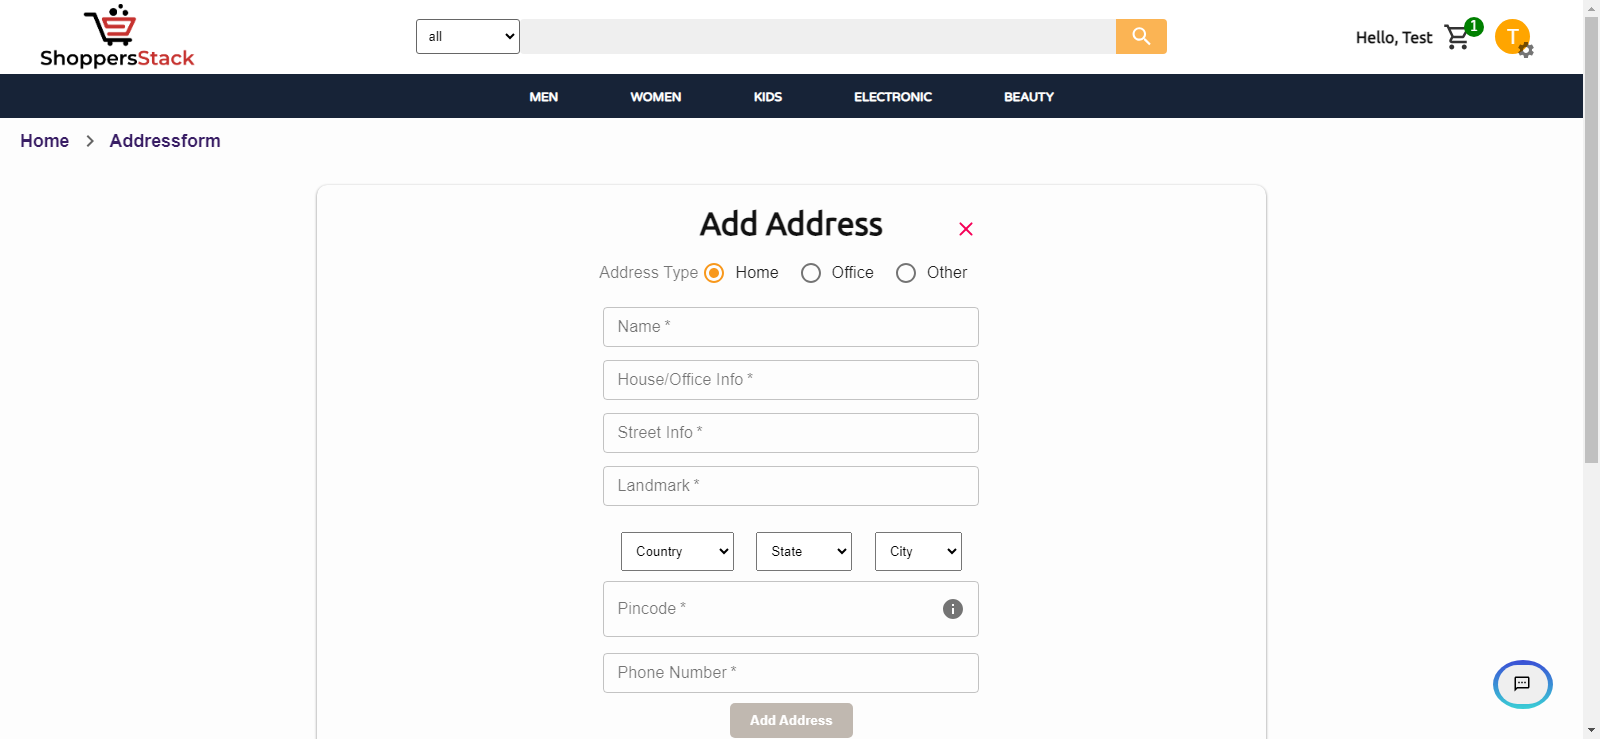 ShoppersStack
all
Hello, Test
1
T
MEN WOMEN KIDS ELECTRONIC BEAUTY
Home > Addressform
Add Address
Address Type Home Office Other
Name *
House/Office Info *
Street Info *
Landmark *
Country State City
Pincode *
Phone Number *
Add Address